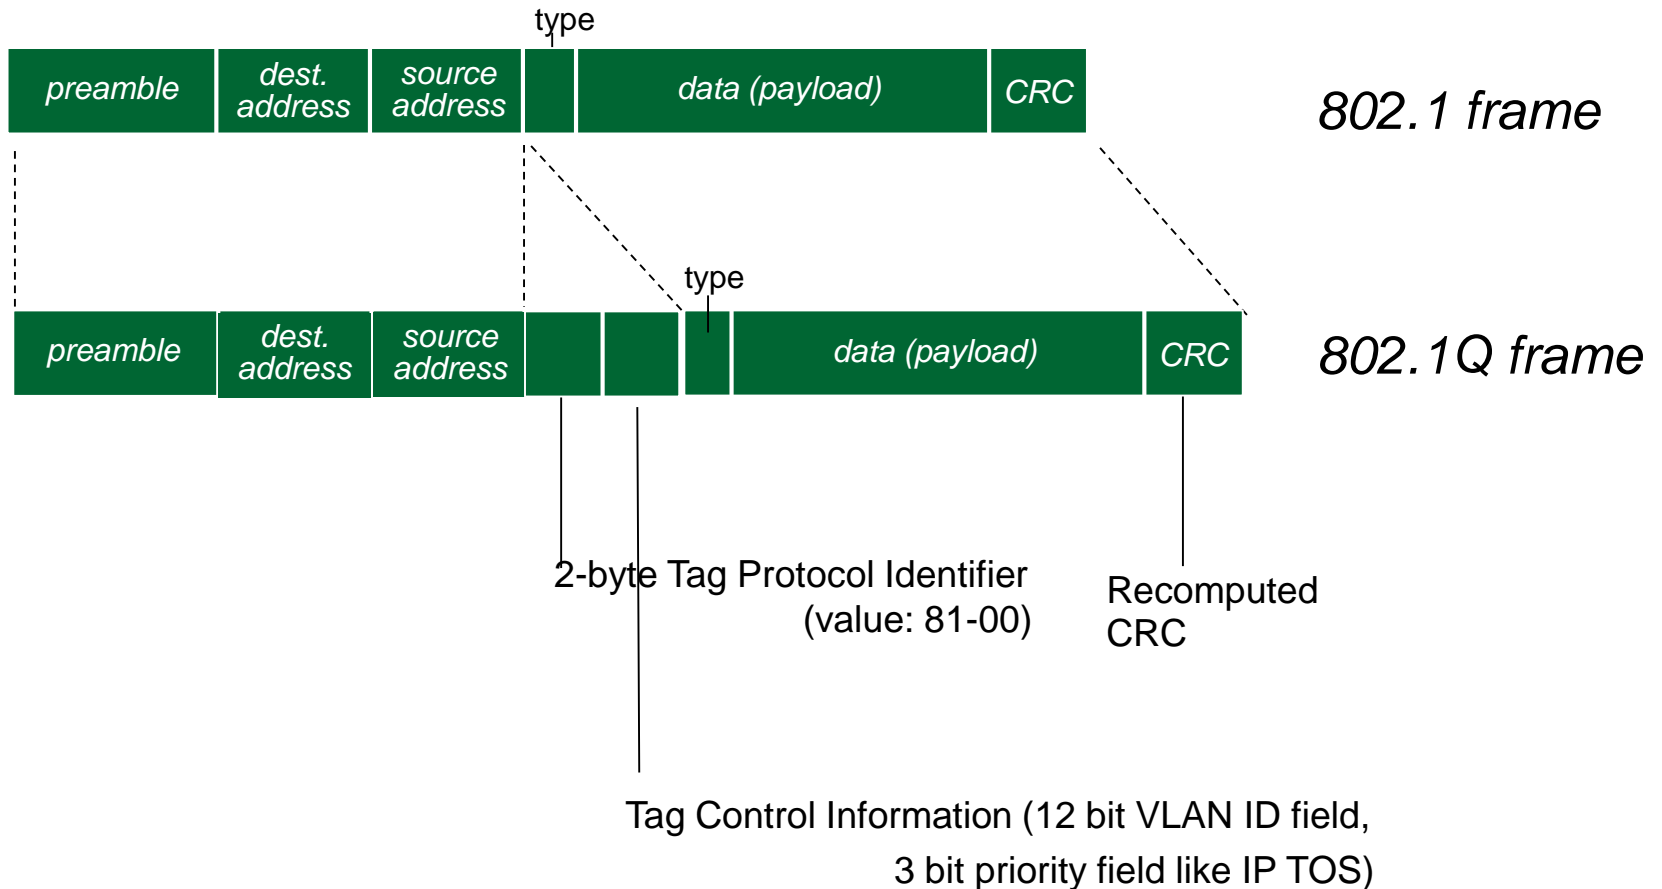 type
preamble
dest.
address
source
address
data (payload)
CRC
802.1 frame
type
preamble
dest.
address
source
address
data (payload)
CRC
802.1Q frame
2-byte Tag Protocol Identifier
(value: 81-00)
Recomputed
CRC
Tag Control Information (12 bit VLAN ID field,
3 bit priority field like IP TOS)